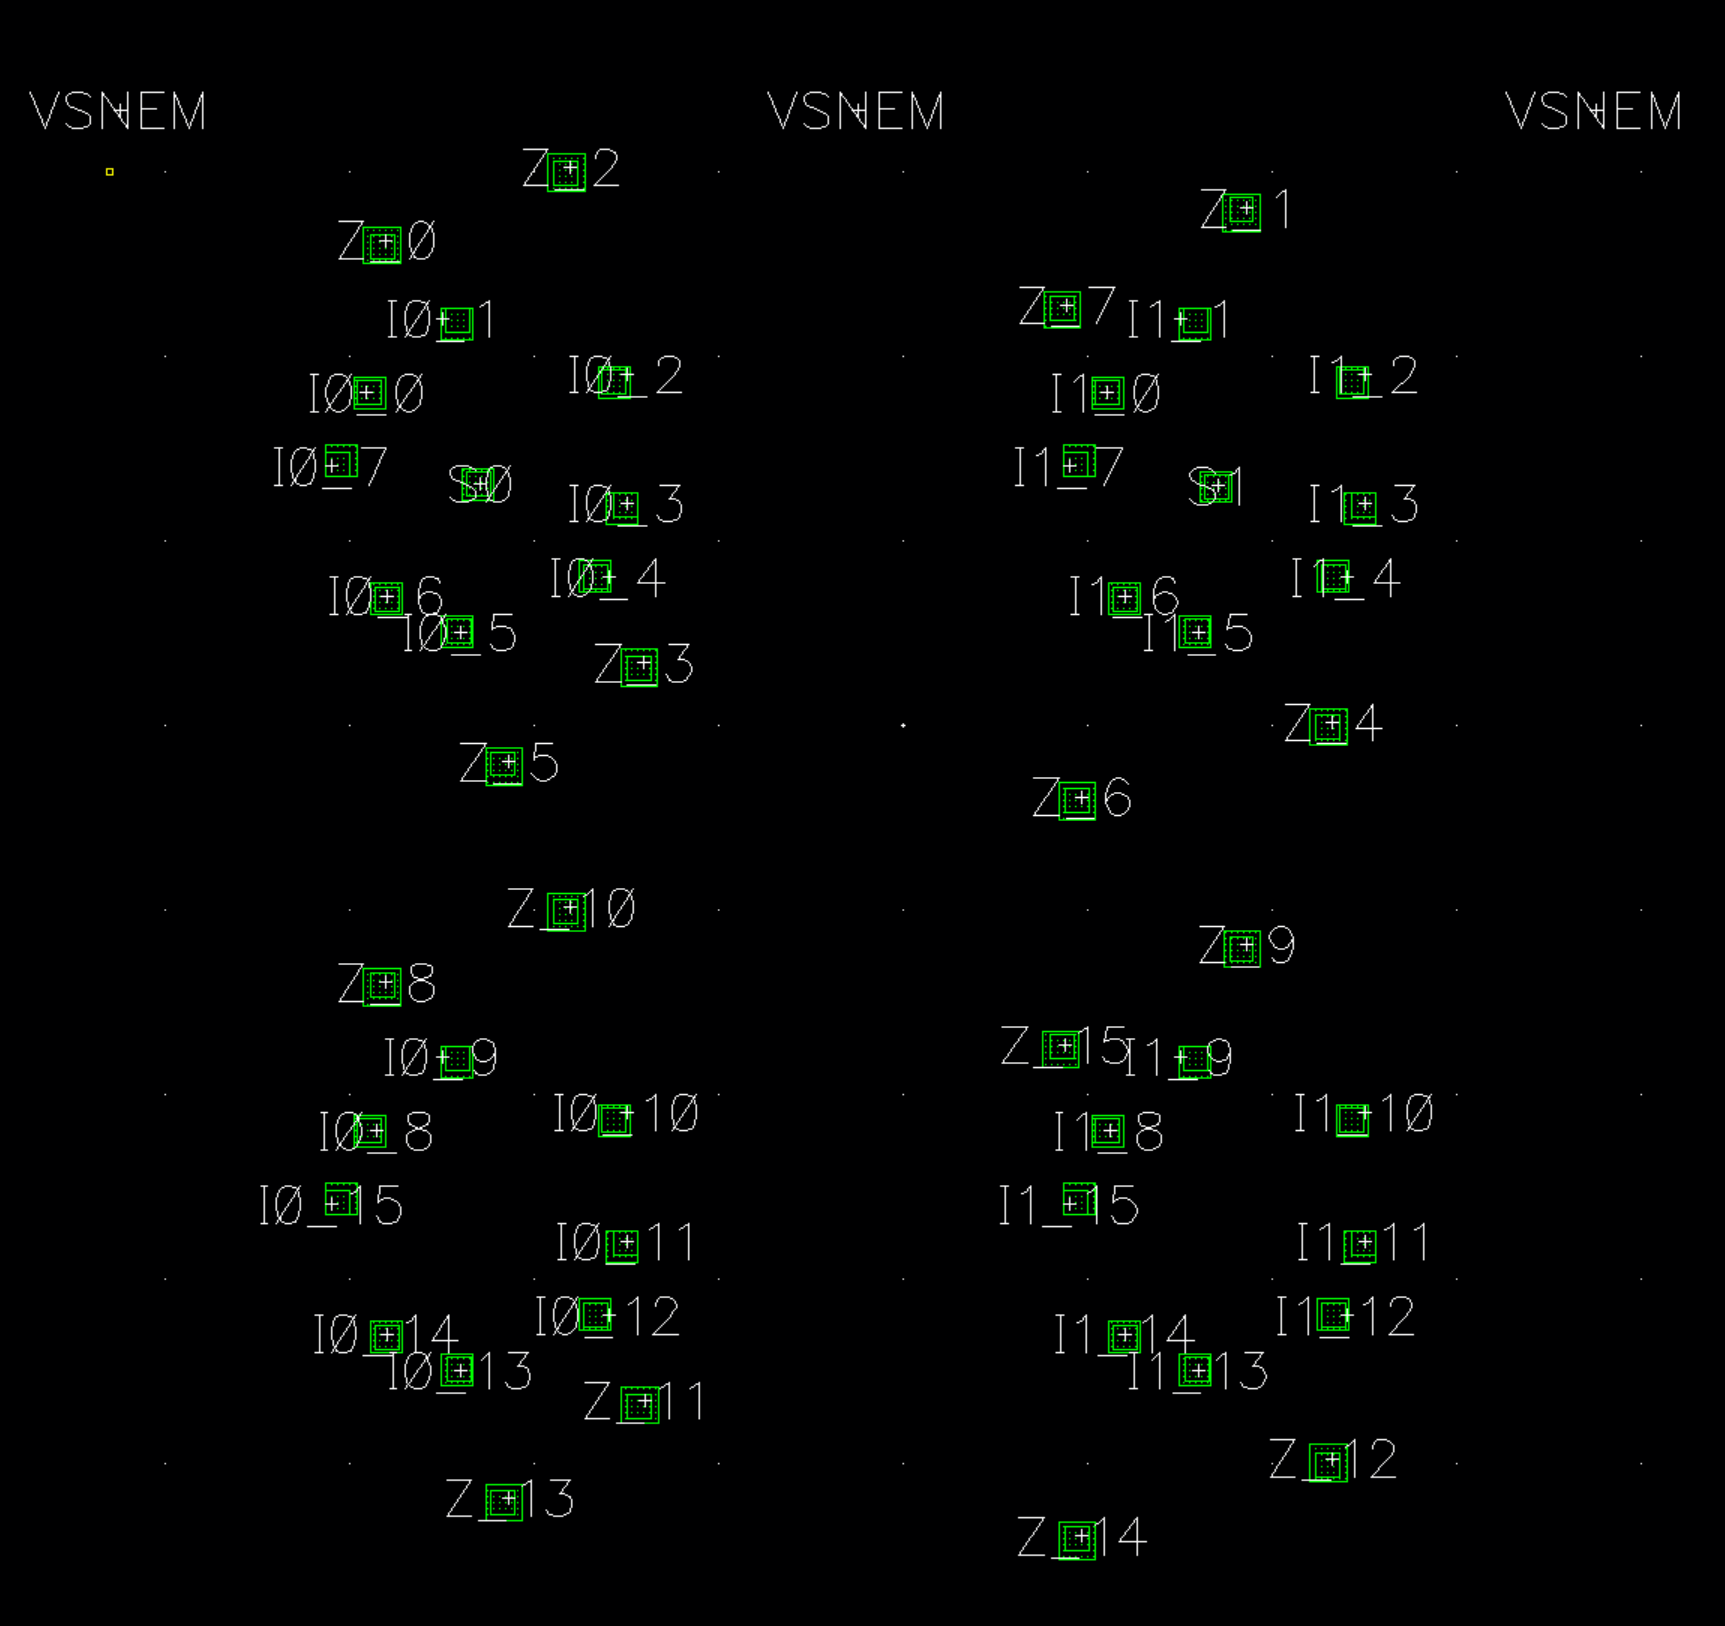 VSNEM VSNEM VSNEM
Z_2
Z_1
Z_0
Z_7
I0_1
I1_1
I0_2
I1_2
I0_0
I1_0
I0_7
I1_7
S0
S1
I0_3
I1_3
I0_4
I1_4
I0_6
I1_6
I0_5
I1_5
Z_3
Z_4
Z_5
Z_6
Z_10
Z_9
Z_8
Z_15
I0_9
I1_9
I0_10
I1_10
I0_8
I1_8
I0_15
I1_15
I0_11
I1_11
I0_12
I1_12
I0_14
I1_14
I0_13
I1_13
Z_11
Z_12
Z_13
Z_14